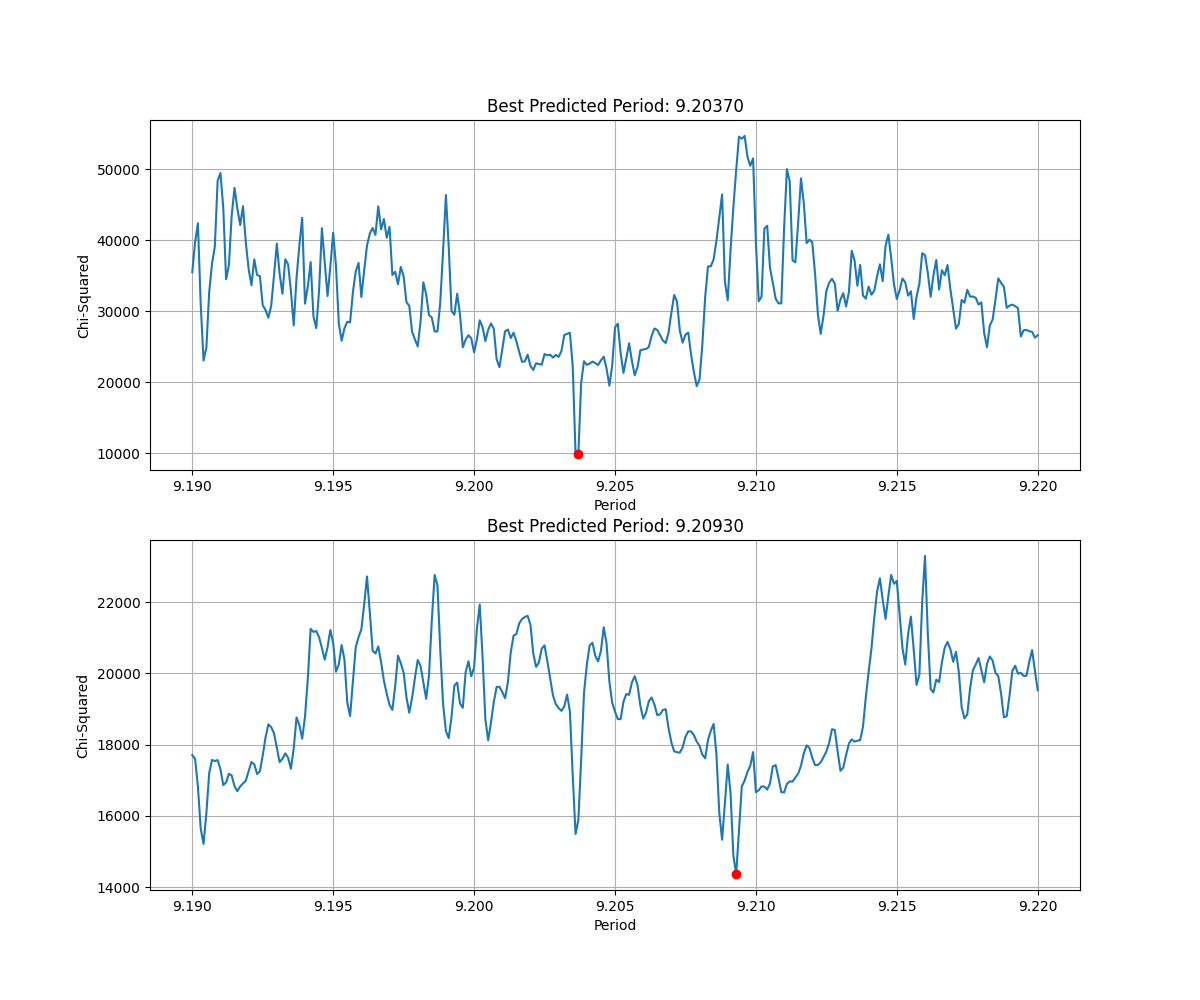 Best Predicted Period: 9.20370
Chi-Squared
50000
40000
30000
20000
10000
9.190 9.195 9.200 9.205 9.210 9.215 9.220
Period
Best Predicted Period: 9.20930
Chi-Squared
22000
20000
18000
16000
14000
9.190 9.195 9.200 9.205 9.210 9.215 9.220
Period